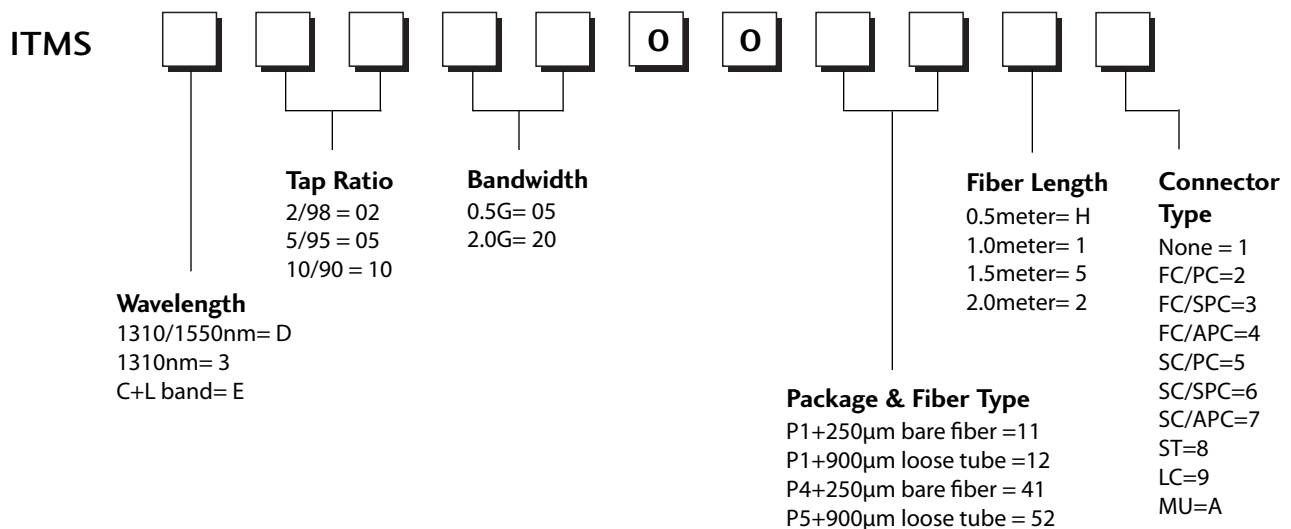 ITMS 0 0
Tap Ratio
2/98 = 02
5/95 = 05
10/90 = 10
Bandwidth
0.5G= 05
2.0G= 20
Fiber Length
0.5meter= H
1.0meter= 1
1.5meter= 5
2.0meter= 2
Connector
Type
None = 1
FC/PC=2
FC/SPC=3
FC/APC=4
SC/PC=5
SC/SPC=6
SC/APC=7
ST=8
LC=9
MU=A
Wavelength
1310/1550nm= D
1310nm= 3
C+L band= E
Package & Fiber Type
P1+250µm bare fiber =11
P1+900µm loose tube =12
P4+250µm bare fiber = 41
P5+900µm loose tube = 52